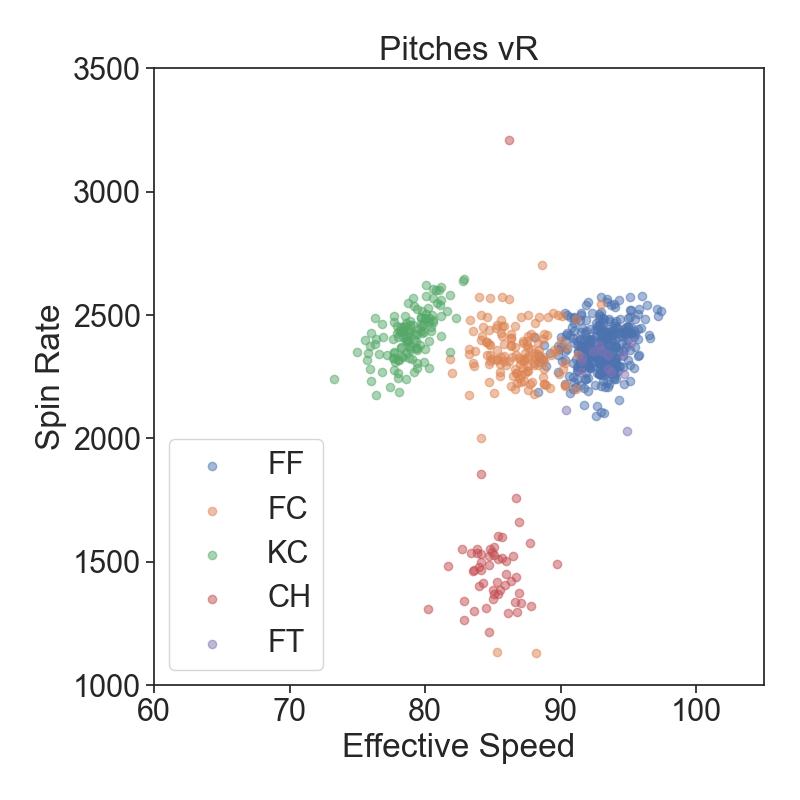 Pitches vR
3500
3000
2500
2000
1500
1000
Spin Rate
FF
FC
KC
CH
FT
60 70 80 90 100
Effective Speed